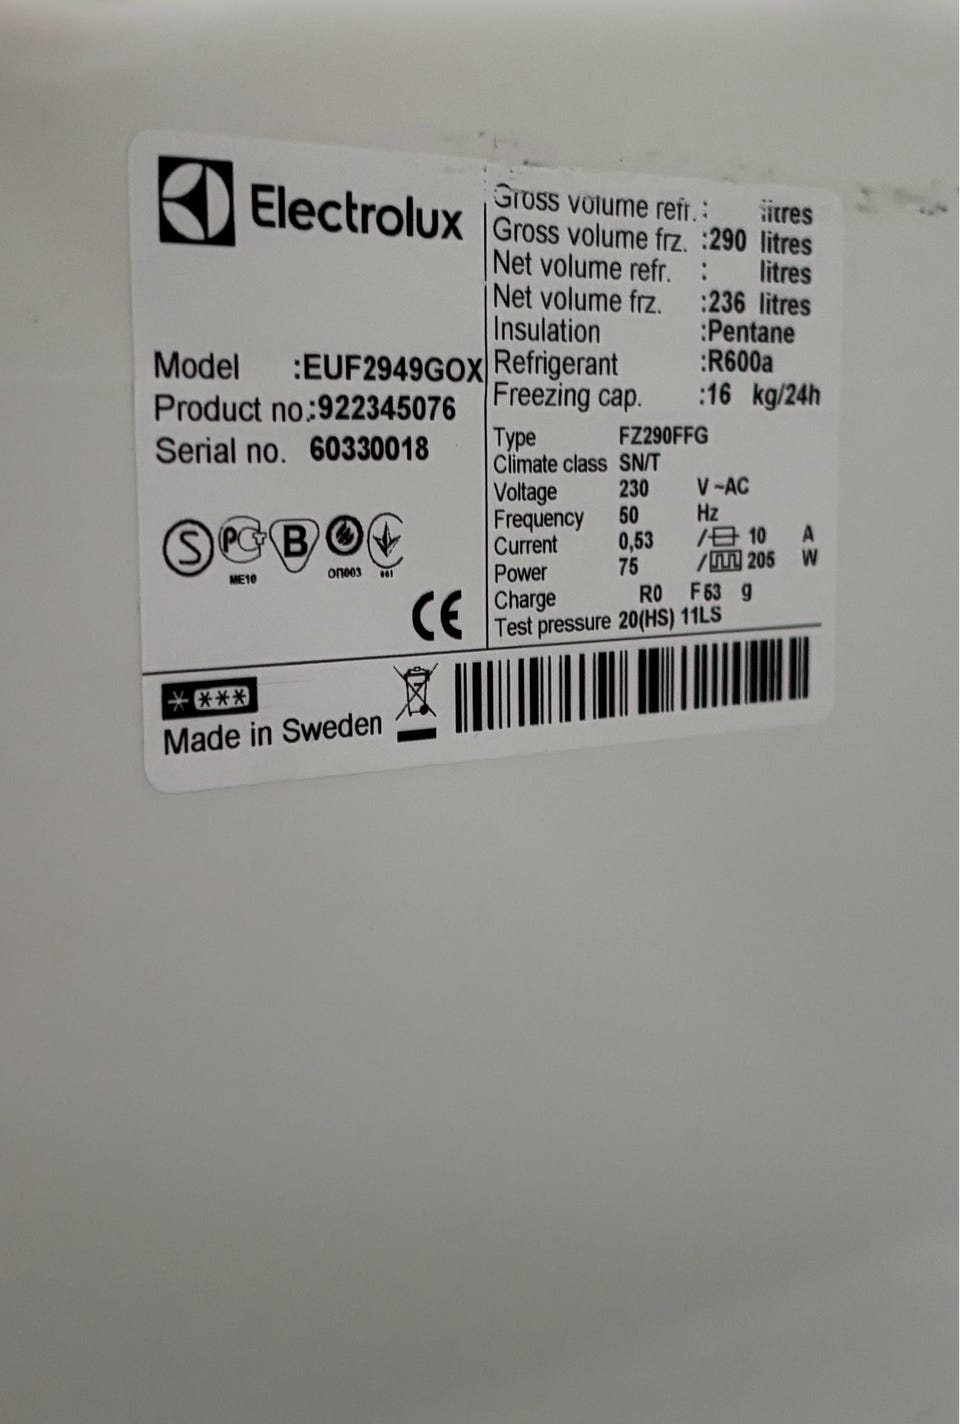 Electrolux
Model :EUF2949GOX
Product no.:922345076
Serial no. 60330018
S
PC
B
ME10
ОП003
Gross volume refr.: litres
Gross volume frz. :290 litres
Net volume refr. : litres
Net volume frz. :236 litres
Insulation :Pentane
Refrigerant :R600a
Freezing cap. :16 kg/24h
Type FZ290FFG
Climate class SN/T
Voltage 230 V ~AC
Frequency 50 Hz
Current 0,53 / 10 A
Power 75 / 205 W
Charge R0 F63 g
Test pressure 20(HS) 11LS
CE
Made in Sweden